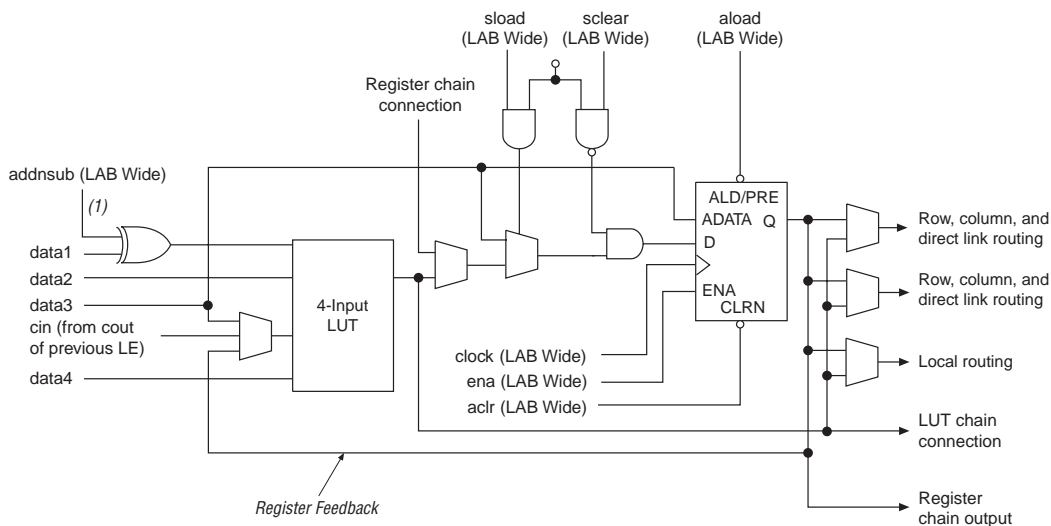 sload
(LAB Wide)
sclear
(LAB Wide)
aload
(LAB Wide)
Register chain
connection
addnsub (LAB Wide)
(1)
data1
data2
data3
cin (from cout
of previous LE)
data4
4-Input
LUT
ALD/PRE
ADATA
Q
D
ENA
CLRN
clock (LAB Wide)
ena (LAB Wide)
aclr (LAB Wide)
Row, column, and
direct link routing
Row, column, and
direct link routing
Local routing
LUT chain
connection
Register
chain output
Register Feedback